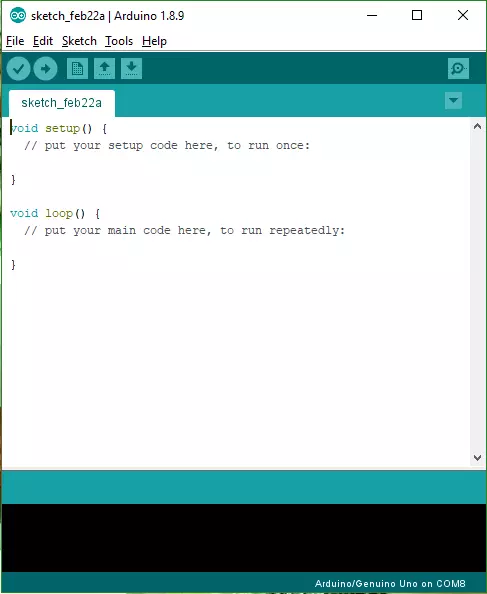 sketch_feb22a | Arduino 1.8.9
File Edit Sketch Tools Help
sketch_feb22a
void setup() {
  // put your setup code here, to run once:
}
void loop() {
  // put your main code here, to run repeatedly:
}
Arduino/Genuino Uno on COM8